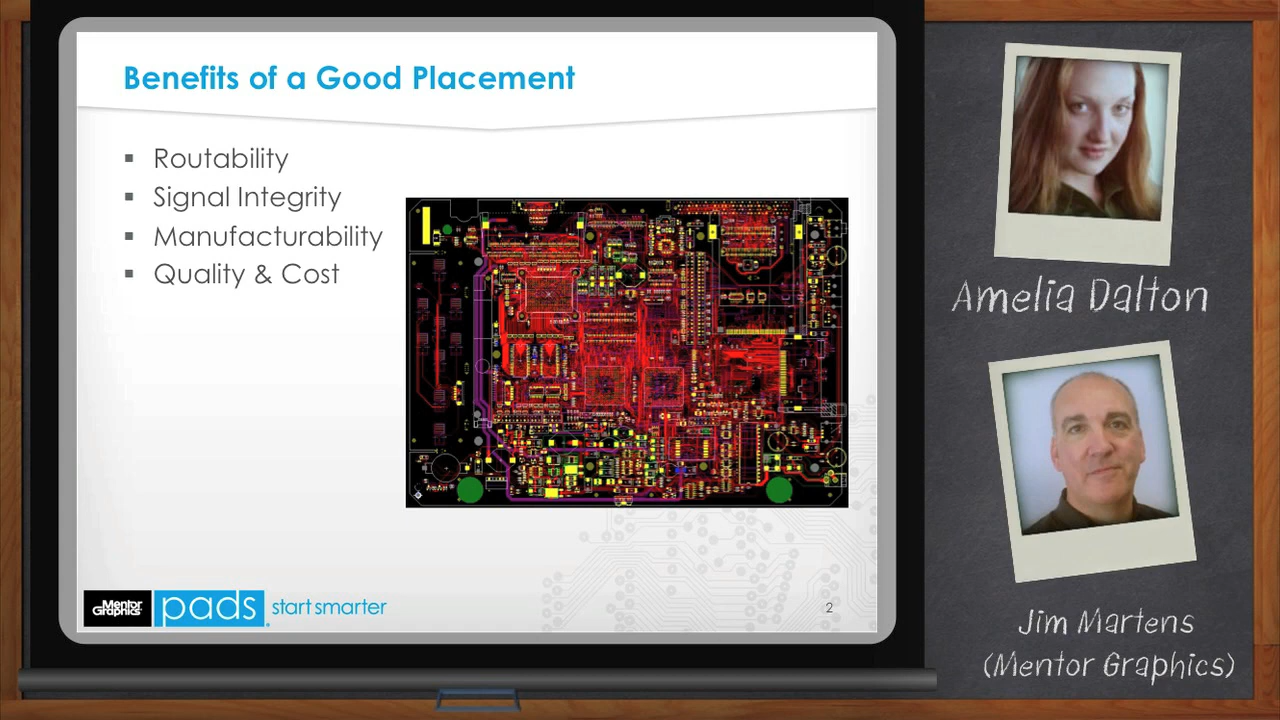 Benefits of a Good Placement
Routability
Signal Integrity
Manufacturability
Quality & Cost
Mentor
Graphics
pads
start smarter
2
Amelia Dalton
Jim Martens
(Mentor Graphics)